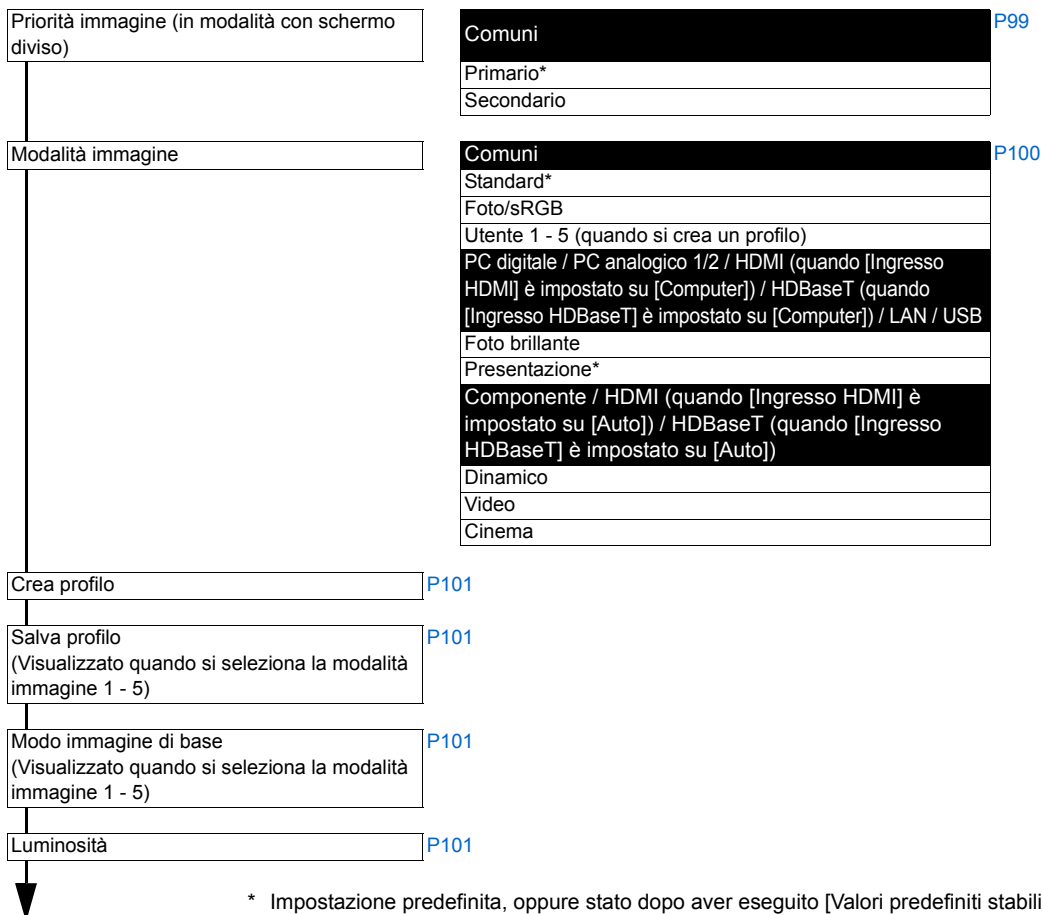 Priorità immagine (in modalità con schermo
diviso)
Comuni
P99
Primario*
Secondario
Modalità immagine
Comuni
P100
Standard*
Foto/sRGB
Utente 1 - 5 (quando si crea un profilo)
PC digitale / PC analogico 1/2 / HDMI (quando [Ingresso
HDMI] è impostato su [Computer]) / HDBaseT (quando
[Ingresso HDBaseT] è impostato su [Computer]) / LAN / USB
Foto brillante
Presentazione*
Componente / HDMI (quando [Ingresso HDMI] è
impostato su [Auto]) / HDBaseT (quando [Ingresso
HDBaseT] è impostato su [Auto])
Dinamico
Video
Cinema
Crea profilo
P101
Salva profilo
(Visualizzato quando si seleziona la modalità
immagine 1 - 5)
P101
Modo immagine di base
(Visualizzato quando si seleziona la modalità
immagine 1 - 5)
P101
Luminosità
P101
* Impostazione predefinita, oppure stato dopo aver eseguito [Valori predefiniti stabili